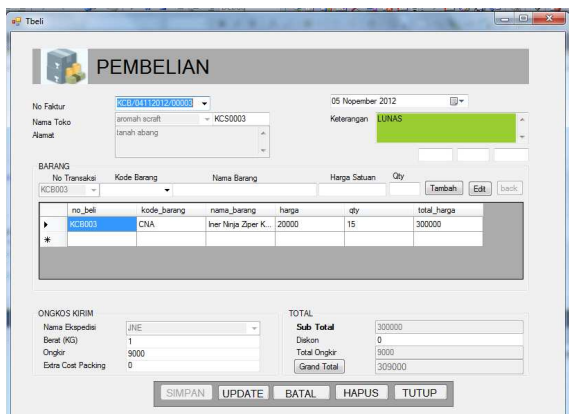 Tbeli
PEMBELIAN
No Faktur KCB/04112012/00003 05 Nopember 2012
Nama Toko aromah acraft KCS0003 Keterangan LUNAS
Alamat tanah abang
BARANG
No Transaksi Kode Barang Nama Barang Harga Satuan Qty
KCB003 Tambah Edit back
no_beli kode_barang nama_barang harga qty total_harga
KCB003 CNA Iner Ninja Ziper K... 20000 15 300000
ONGKOS KIRIM TOTAL
Nama Ekspedisi JNE Sub Total 300000
Berat (KG) 1 Diskon 0
Ongkir 9000 Total Ongkir 9000
Extra Cost Packing 0 Grand Total 309000
SIMPAN UPDATE BATAL HAPUS TUTUP